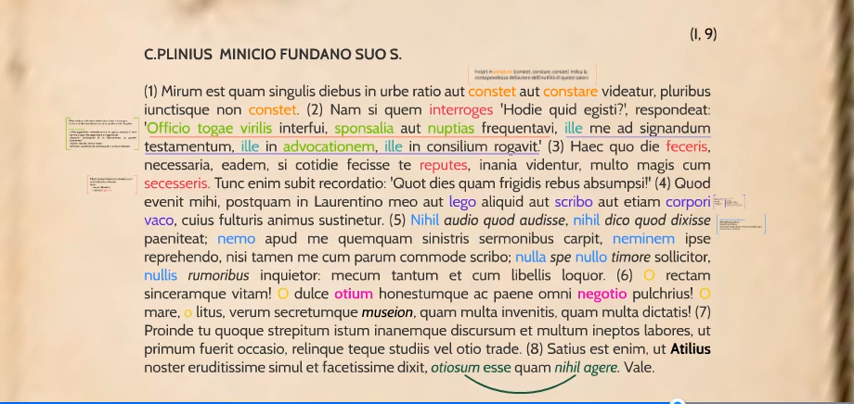 (I, 9)
C.PLINIUS MINICIO FUNDANO SUO S.
(1) Mirum est quam singulis diebus in urbe ratio aut constet aut constare videatur, pluribus
iunctisque non constet. (2) Nam si quem interroges 'Hodie quid egisti?', respondeat:
'Officio togae virilis interfui, sponsalia aut nuptias frequentavi, ille me ad signandum
testamentum, ille in advocationem, ille in consilium rogavit.' (3) Haec quo die feceris,
necessaria, eadem, si cotidie fecisse te reputes, inania videntur, multo magis cum
secesseris. Tunc enim subit recordatio: 'Quot dies quam frigidis rebus absumpsi!' (4) Quod
evenit mihi, postquam in Laurentino meo aut lego aliquid aut scribo aut etiam corpori
vaco, cuius fulturis animus sustinetur. (5) Nihil audio quod audisse, nihil dico quod dixisse
paeniteat; nemo apud me quemquam sinistris sermonibus carpit, neminem ipse
reprehendo, nisi tamen me cum parum commode scribo; nulla spe nullo timore sollicitor,
nullis rumoribus inquietor: mecum tantum et cum libellis loquor. (6) O rectam
sinceramque vitam! O dulce otium honestumque ac paene omni negotio pulchrius! O
mare, o litus, verum secretumque museion, quam multa invenitis, quam multa dictatis! (7)
Proinde tu quoque strepitum istum inanemque discursum et multum ineptos labores, ut
primum fuerit occasio, relinque teque studiis vel otio trade. (8) Satius est enim, ut Atilius
noster eruditissime simul et facetissime dixit, otiosum esse quam nihil agere. Vale.